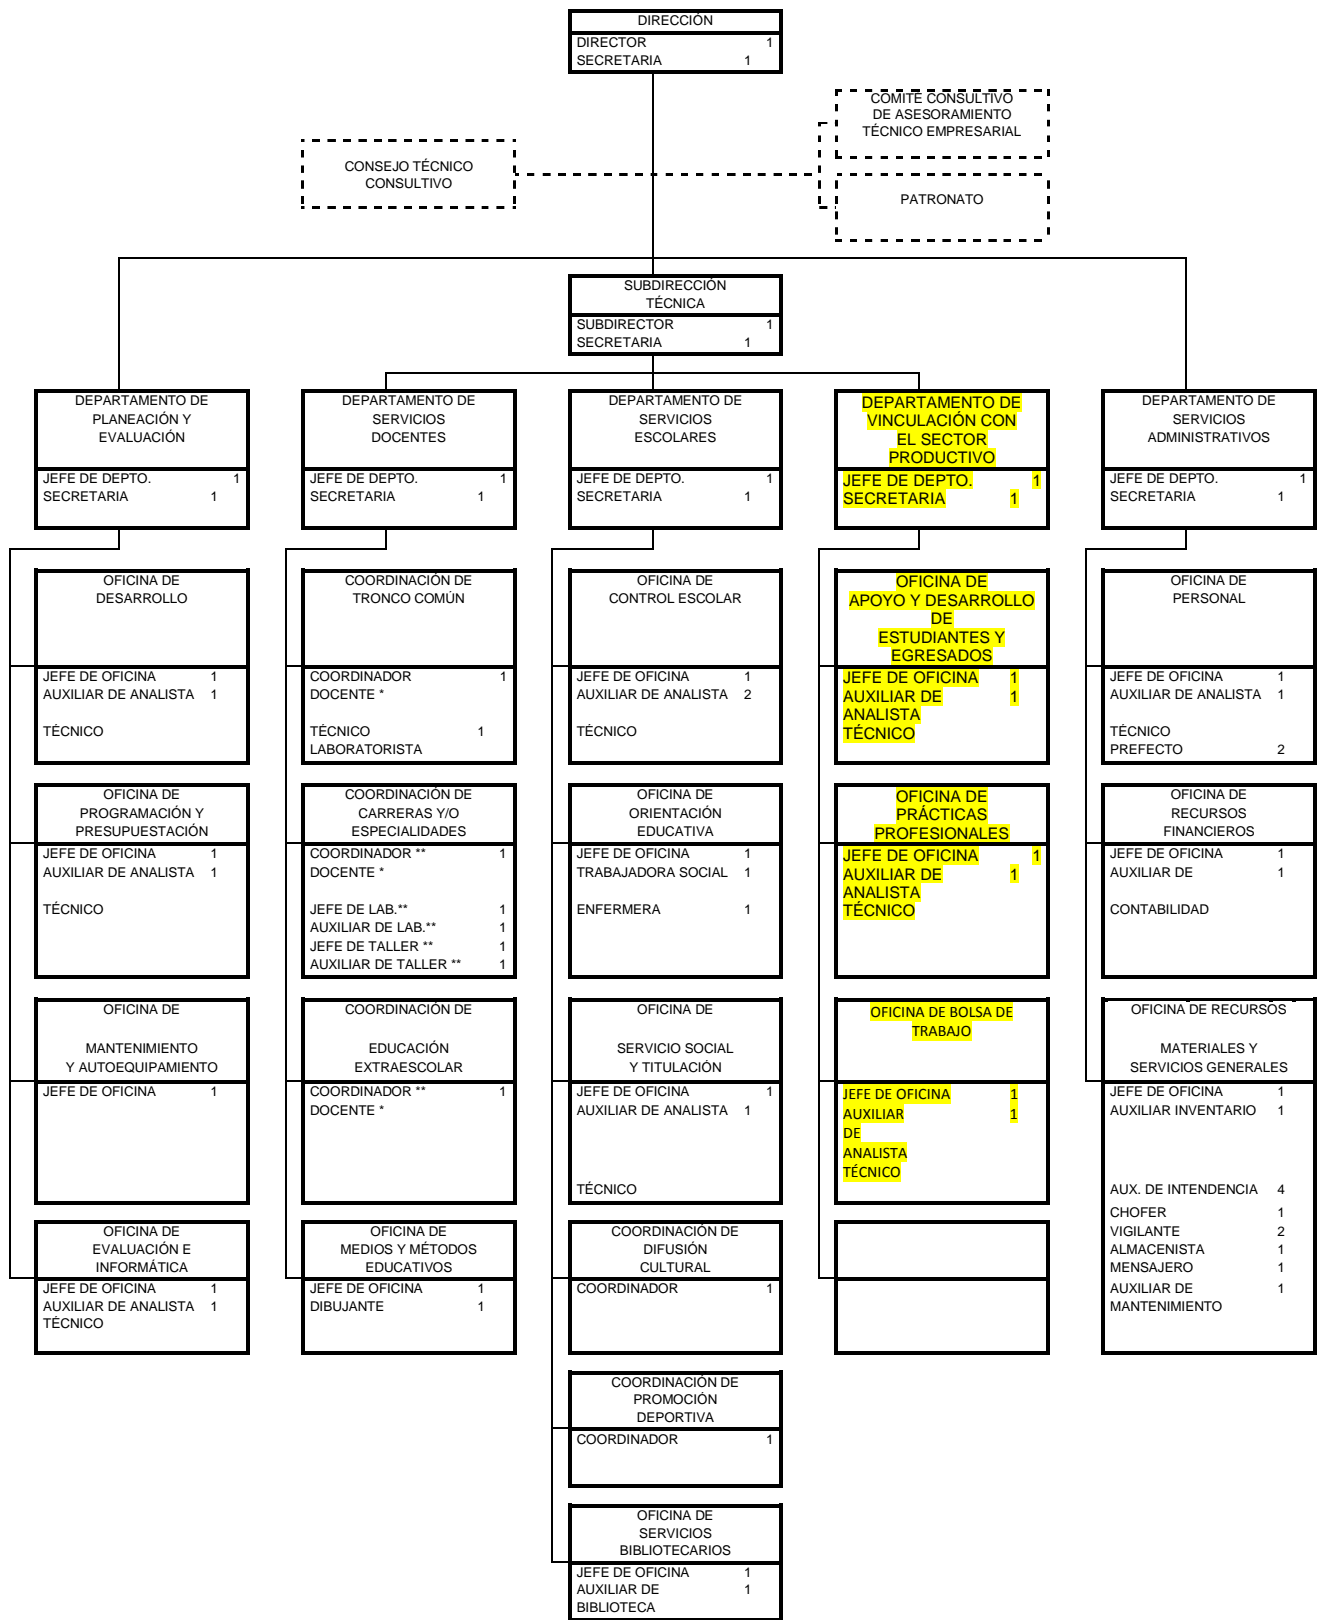 DIRECCIÓN
DIRECTOR 1
SECRETARIA 1
COMITÉ CONSULTIVO
DE ASESORAMIENTO
TÉCNICO EMPRESARIAL
CONSEJO TÉCNICO
CONSULTIVO
PATRONATO
SUBDIRECCIÓN
TÉCNICA
SUBDIRECTOR 1
SECRETARIA 1
DEPARTAMENTO DE
PLANEACIÓN Y
EVALUACIÓN
JEFE DE DEPTO. 1
SECRETARIA 1
OFICINA DE
DESARROLLO
JEFE DE OFICINA 1
AUXILIAR DE ANALISTA 1
TÉCNICO
OFICINA DE
PROGRAMACIÓN Y
PRESUPUESTACIÓN
JEFE DE OFICINA 1
AUXILIAR DE ANALISTA 1
TÉCNICO
OFICINA DE
MANTENIMIENTO
Y AUTOEQUIPAMIENTO
JEFE DE OFICINA 1
OFICINA DE
EVALUACIÓN E
INFORMÁTICA
JEFE DE OFICINA 1
AUXILIAR DE ANALISTA 1
TÉCNICO
DEPARTAMENTO DE
SERVICIOS
DOCENTES
JEFE DE DEPTO. 1
SECRETARIA 1
COORDINACIÓN DE
TRONCO COMÚN
COORDINADOR 1
DOCENTE *
TÉCNICO 1
LABORATORISTA
COORDINACIÓN DE
CARRERAS Y/O
ESPECIALIDADES
COORDINADOR ** 1
DOCENTE *
JEFE DE LAB.** 1
AUXILIAR DE LAB.** 1
JEFE DE TALLER ** 1
AUXILIAR DE TALLER ** 1
COORDINACIÓN DE
EDUCACIÓN
EXTRAESCOLAR
COORDINADOR ** 1
DOCENTE *
OFICINA DE
MEDIOS Y MÉTODOS
EDUCATIVOS
JEFE DE OFICINA 1
DIBUJANTE 1
DEPARTAMENTO DE
SERVICIOS
ESCOLARES
JEFE DE DEPTO. 1
SECRETARIA 1
OFICINA DE
CONTROL ESCOLAR
JEFE DE OFICINA 1
AUXILIAR DE ANALISTA 2
TÉCNICO
OFICINA DE
ORIENTACIÓN
EDUCATIVA
JEFE DE OFICINA 1
TRABAJADORA SOCIAL 1
ENFERMERA 1
OFICINA DE
SERVICIO SOCIAL
Y TITULACIÓN
JEFE DE OFICINA 1
AUXILIAR DE ANALISTA 1
TÉCNICO
COORDINACIÓN DE
DIFUSIÓN
CULTURAL
COORDINADOR 1
COORDINACIÓN DE
PROMOCIÓN
DEPORTIVA
COORDINADOR 1
OFICINA DE
SERVICIOS
BIBLIOTECARIOS
JEFE DE OFICINA 1
AUXILIAR DE 1
BIBLIOTECA
DEPARTAMENTO DE
VINCULACIÓN CON
EL SECTOR
PRODUCTIVO
JEFE DE DEPTO. 1
SECRETARIA 1
OFICINA DE
APOYO Y DESARROLLO
DE
ESTUDIANTES Y
EGRESADOS
JEFE DE OFICINA 1
AUXILIAR DE 1
ANALISTA
TÉCNICO
OFICINA DE
PRÁCTICAS
PROFESIONALES
JEFE DE OFICINA 1
AUXILIAR DE 1
ANALISTA
TÉCNICO
OFICINA DE BOLSA DE
TRABAJO
JEFE DE OFICINA 1
AUXILIAR 1
DE
ANALISTA
TÉCNICO
DEPARTAMENTO DE
SERVICIOS
ADMINISTRATIVOS
JEFE DE DEPTO. 1
SECRETARIA 1
OFICINA DE
PERSONAL
JEFE DE OFICINA 1
AUXILIAR DE ANALISTA 1
TÉCNICO
PREFECTO 2
OFICINA DE
RECURSOS
FINANCIEROS
JEFE DE OFICINA 1
AUXILIAR DE 1
CONTABILIDAD
OFICINA DE RECURSOS
MATERIALES Y
SERVICIOS GENERALES
JEFE DE OFICINA 1
AUXILIAR INVENTARIO 1
AUX. DE INTENDENCIA 4
CHOFER 1
VIGILANTE 2
ALMACENISTA 1
MENSAJERO 1
AUXILIAR DE 1
MANTENIMIENTO